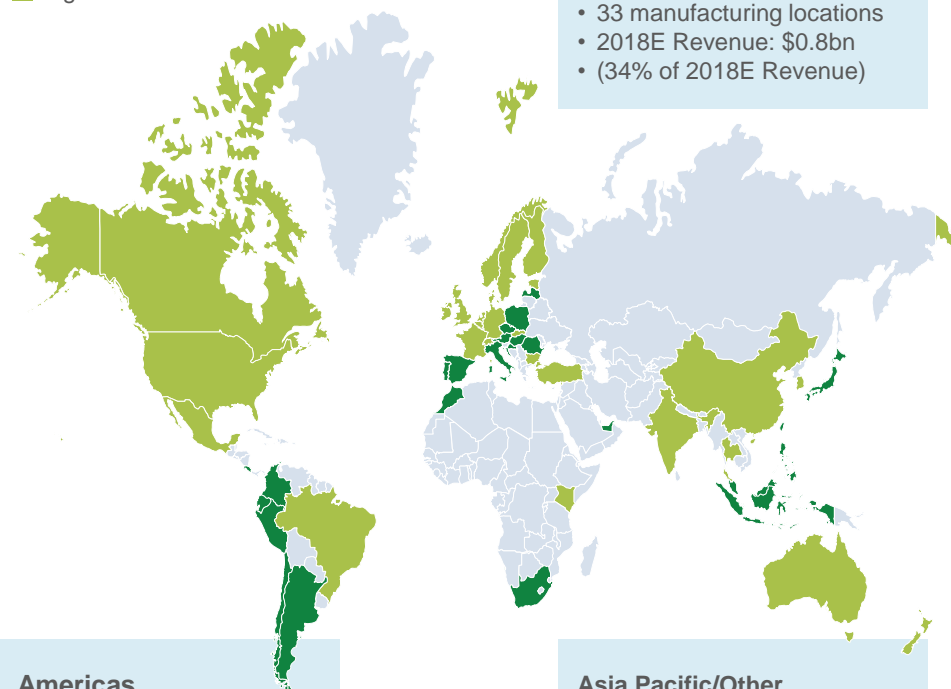 • 33 manufacturing locations
• 2018E Revenue: $0.8bn
• (34% of 2018E Revenue)
Americas
Asia Pacific/Other